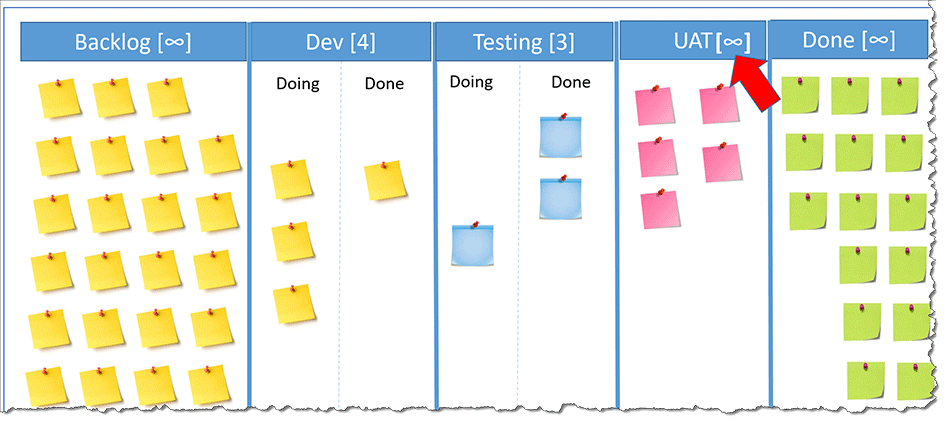 Backlog [∞]
Dev [4]
Testing [3]
UAT[∞]
Done [∞]
Doing
Done
Doing
Done